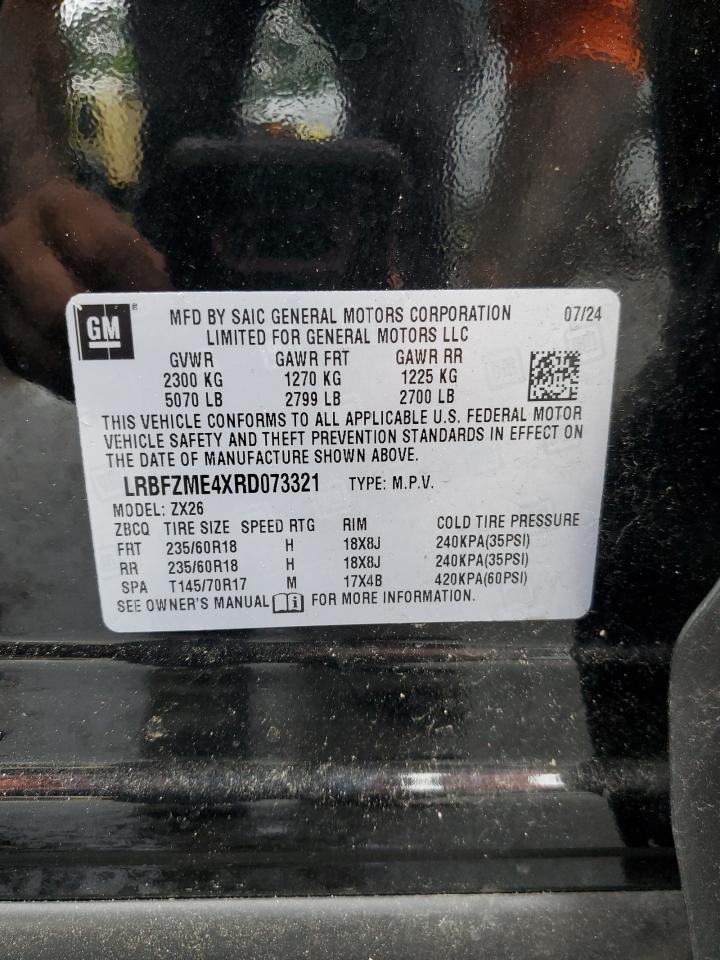 GM ®
MFD BY SAIC GENERAL MOTORS CORPORATION 07/24
LIMITED FOR GENERAL MOTORS LLC
GVWR GAWR FRT GAWR RR
2300 KG 1270 KG 1225 KG
5070 LB 2799 LB 2700 LB
THIS VEHICLE CONFORMS TO ALL APPLICABLE U.S. FEDERAL MOTOR
VEHICLE SAFETY AND THEFT PREVENTION STANDARDS IN EFFECT ON
THE DATE OF MANUFACTURE SHOWN ABOVE.
LRBFZME4XRD073321 TYPE: M.P.V.
MODEL: ZX26
ZBCQ TIRE SIZE SPEED RTG RIM COLD TIRE PRESSURE
FRT 235/60R18 H 18X8J 240KPA(35PSI)
RR 235/60R18 H 18X8J 240KPA(35PSI)
SPA T145/70R17 M 17X4B 420KPA(60PSI)
SEE OWNER'S MANUAL i FOR MORE INFORMATION.